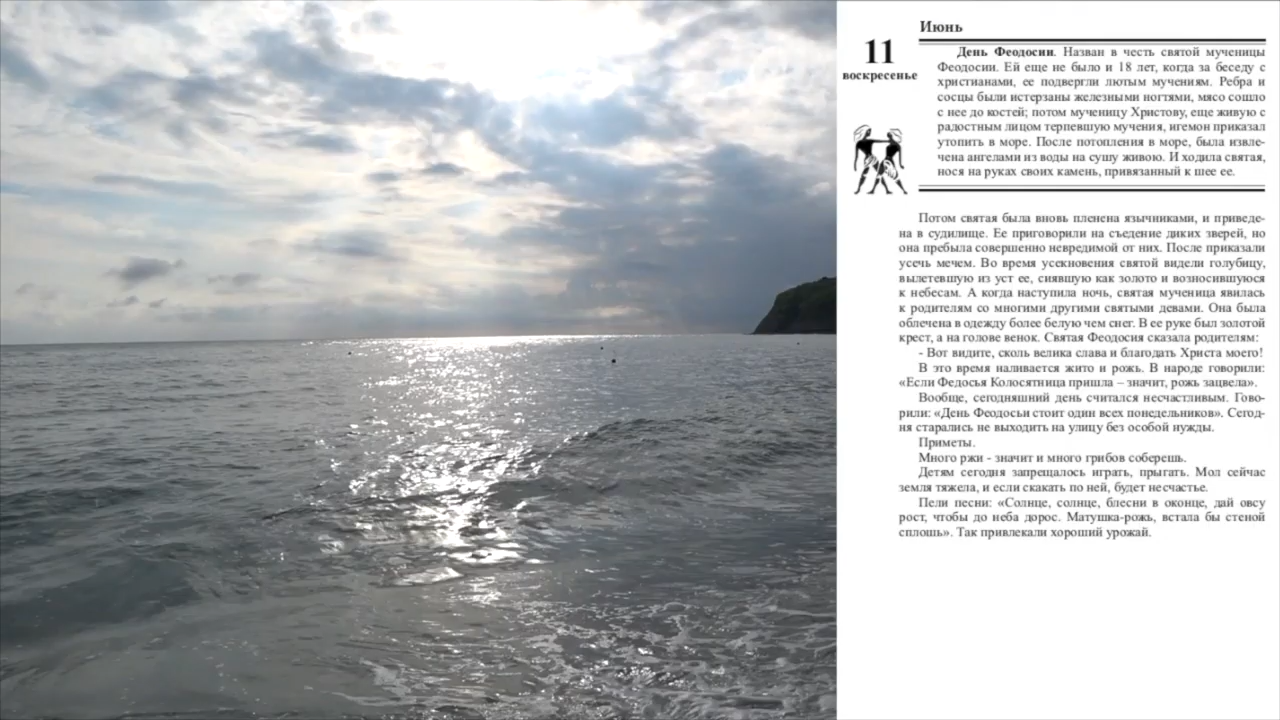 Июнь
11
воскресенье
День Феодосии. Назван в честь святой мученицы
Феодосии. Ей еще не было и 18 лет, когда за беседу с
христианами, ее подвергли лютым мучениям. Ребра и
сосцы были истерзаны железными ногтями, мясо сошло
с нее до костей; потом мученицу Христову, еще живую с
радостным лицом терпевшую мучения, игемон приказал
утопить в море. После потопления в море, была извле-
чена ангелами из воды на сушу живою. И ходила святая,
нося на руках своих камень, привязанный к шее ее.
Потом святая была вновь пленена язычниками, и приведе-
на в судилище. Ее приговорили на съедение диких зверей, но
она пребыла совершенно невредимой от них. После приказали
усечь мечем. Во время усекновения святой видели голубицу,
вылетевшую из уст ее, сиявшую как золото и возносившуюся
к небесам. А когда наступила ночь, святая мученица явилась
к родителям со многими другими святыми девами. Она была
облечена в одежду более белую чем снег. В ее руке был золотой
крест, а на голове венок. Святая Феодосия сказала родителям:
- Вот видите, сколь велика слава и благодать Христа моего!
В это время наливается жито и рожь. В народе говорили:
«Если Федосья Колосятница пришла – значит, рожь зацвела».
Вообще, сегодняшний день считался несчастливым. Гово-
рили: «День Феодосьи стоит один всех понедельников». Сегод-
ня старались не выходить на улицу без особой нужды.
Приметы.
Много ржи - значит и много грибов соберешь.
Детям сегодня запрещалось играть, прыгать. Мол сейчас
земля тяжела, и если скакать по ней, будет несчастье.
Пели песни: «Солнце, солнце, блесни в оконце, дай овсу
рост, чтобы до неба дорос. Матушка-рожь, встала бы стеной
сплошь». Так привлекали хороший урожай.